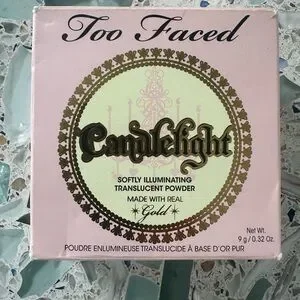 Too Faced
Candlelight
SOFTLY ILLUMINATING
TRANSLUCENT POWDER
MADE WITH REAL
Gold
Net Wt.
9 g / 0.32 Oz.
POUDRE ENLUMINEUSE TRANSLUCIDE À BASE D'OR PUR